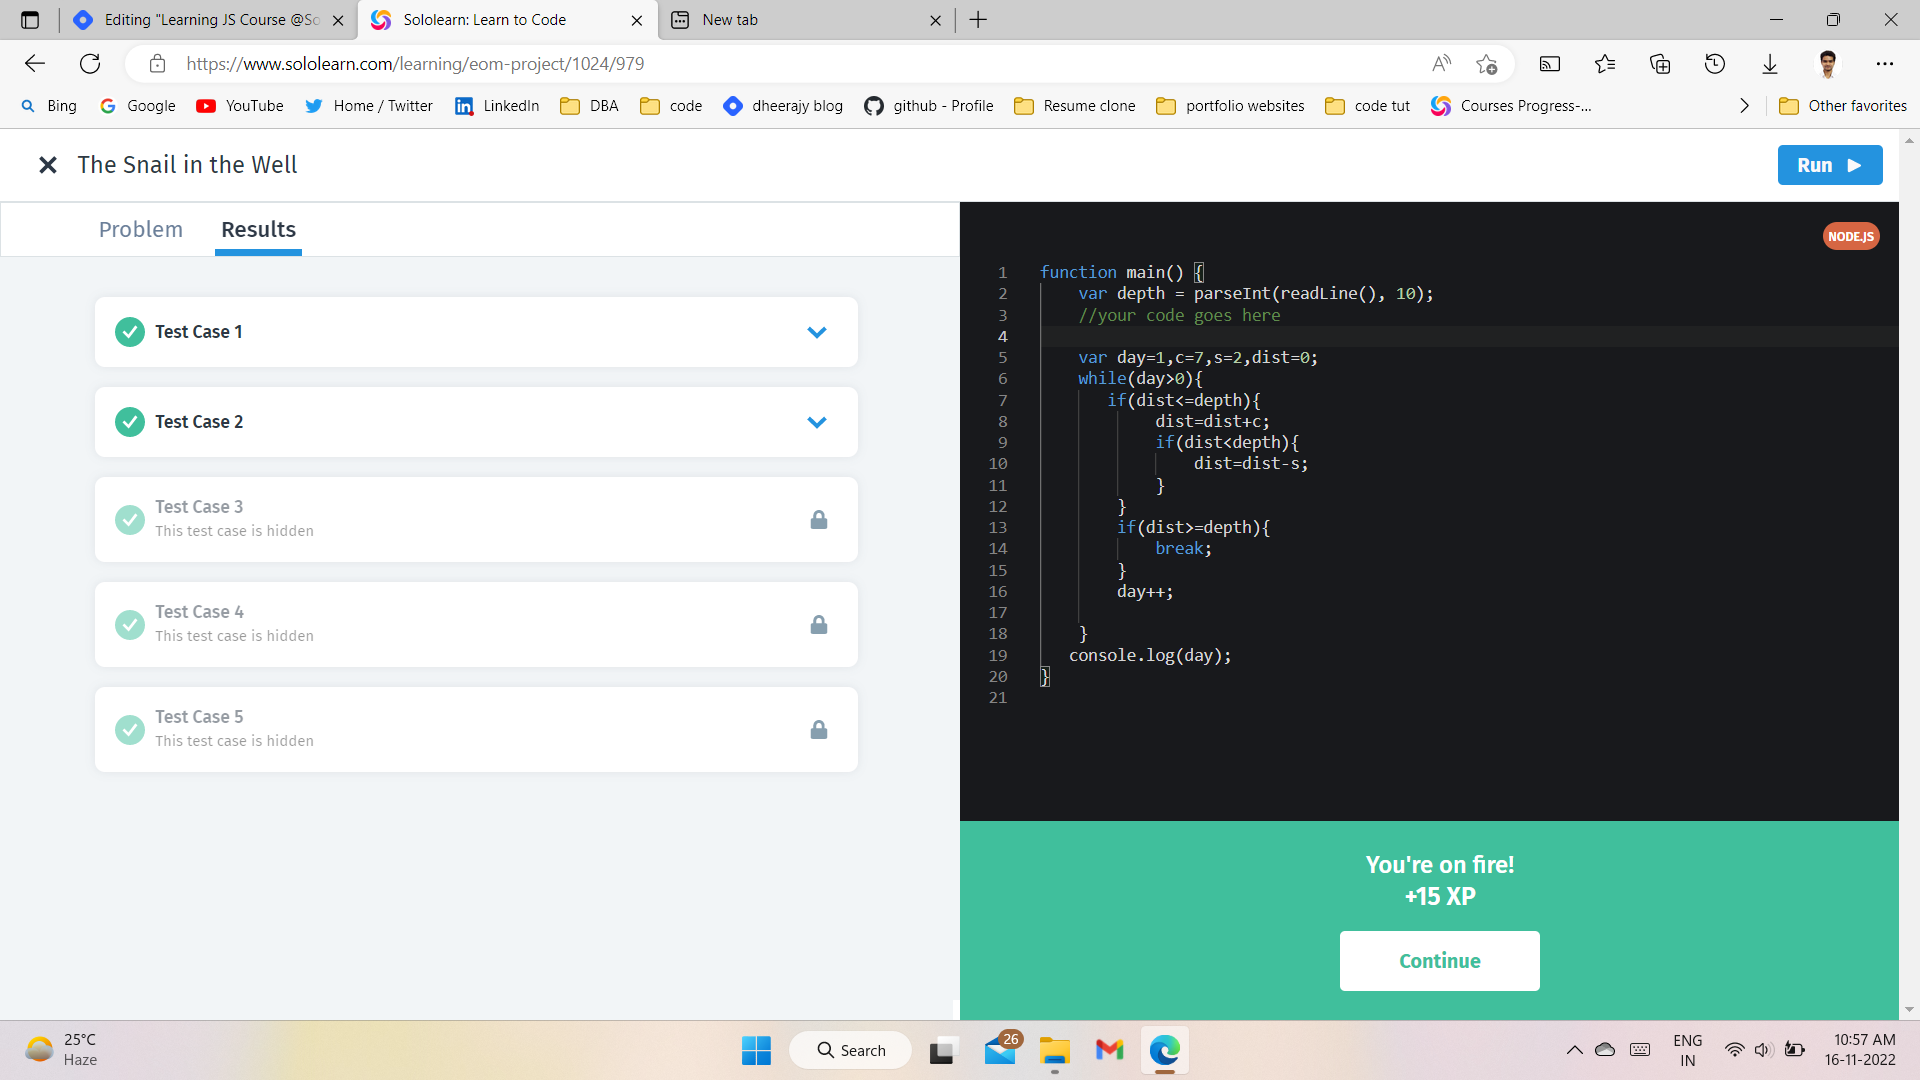 Editing "Learning JS Course @So
Sololearn: Learn to Code
New tab
https://www.sololearn.com/learning/eom-project/1024/979
Bing
Google
YouTube
Home / Twitter
LinkedIn
DBA
code
dheerajy blog
github - Profile
Resume clone
portfolio websites
code tut
Courses Progress-...
Other favorites
The Snail in the Well
Run
Problem
Results
Test Case 1
Test Case 2
Test Case 3
This test case is hidden
Test Case 4
This test case is hidden
Test Case 5
This test case is hidden
NODE.JS
1 function main() {
2 var depth = parseInt(readLine(), 10);
3 //your code goes here
4
5 var day=1,c=7,s=2,dist=0;
6 while(day>0){
7 if(dist<=depth){
8 dist=dist+c;
9 if(dist<depth){
10 dist=dist-s;
11 }
12 }
13 if(dist>=depth){
14 break;
15 }
16 day++;
17
18 }
19 console.log(day);
20 }
21
You're on fire!
+15 XP
Continue
25°C
Haze
Search
26
ENG
IN
10:57 AM
16-11-2022